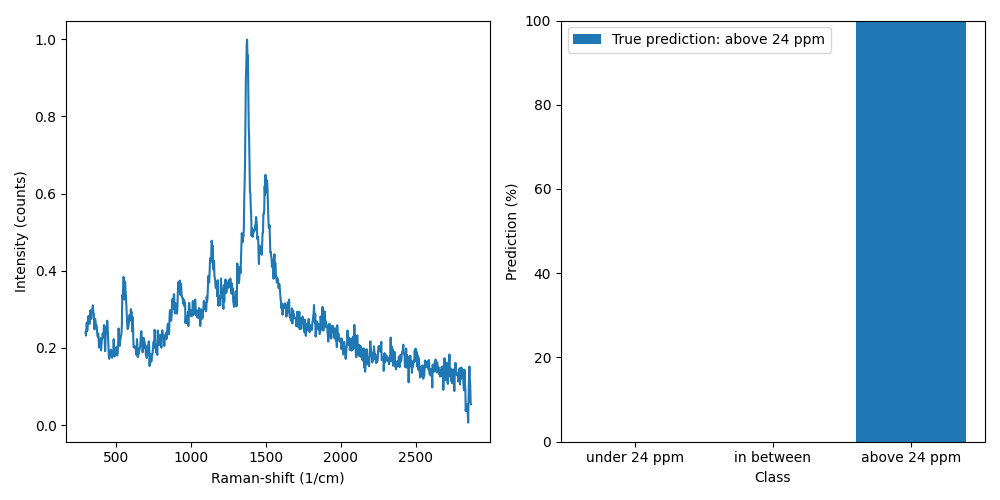 1.0
0.8
0.6
0.4
0.2
0.0
Intensity (counts)
500 1000 1500 2000 2500
Raman-shift (1/cm)
100
80
60
40
20
0
Prediction (%)
True prediction: above 24 ppm
under 24 ppm in between above 24 ppm
Class